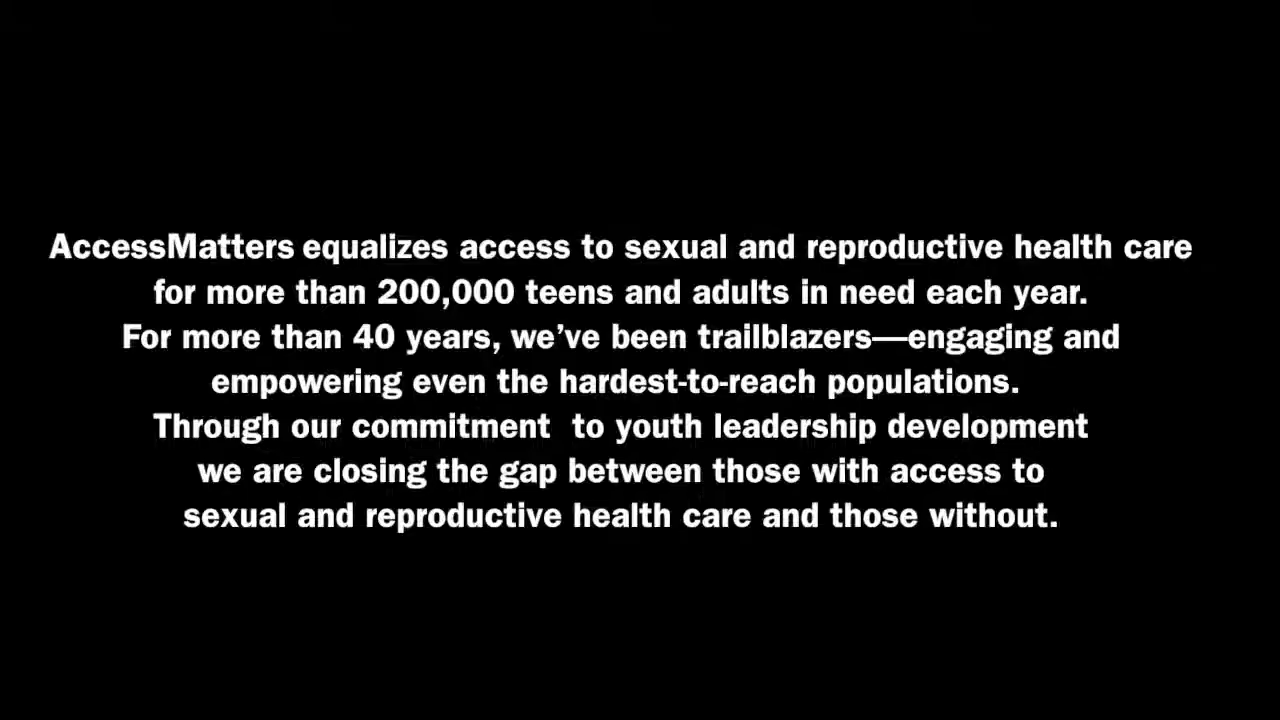 AccessMatters equalizes access to sexual and reproductive health care
for more than 200,000 teens and adults in need each year.
For more than 40 years, we’ve been trailblazers—engaging and
empowering even the hardest-to-reach populations.
Through our commitment  to youth leadership development
we are closing the gap between those with access to
sexual and reproductive health care and those without.